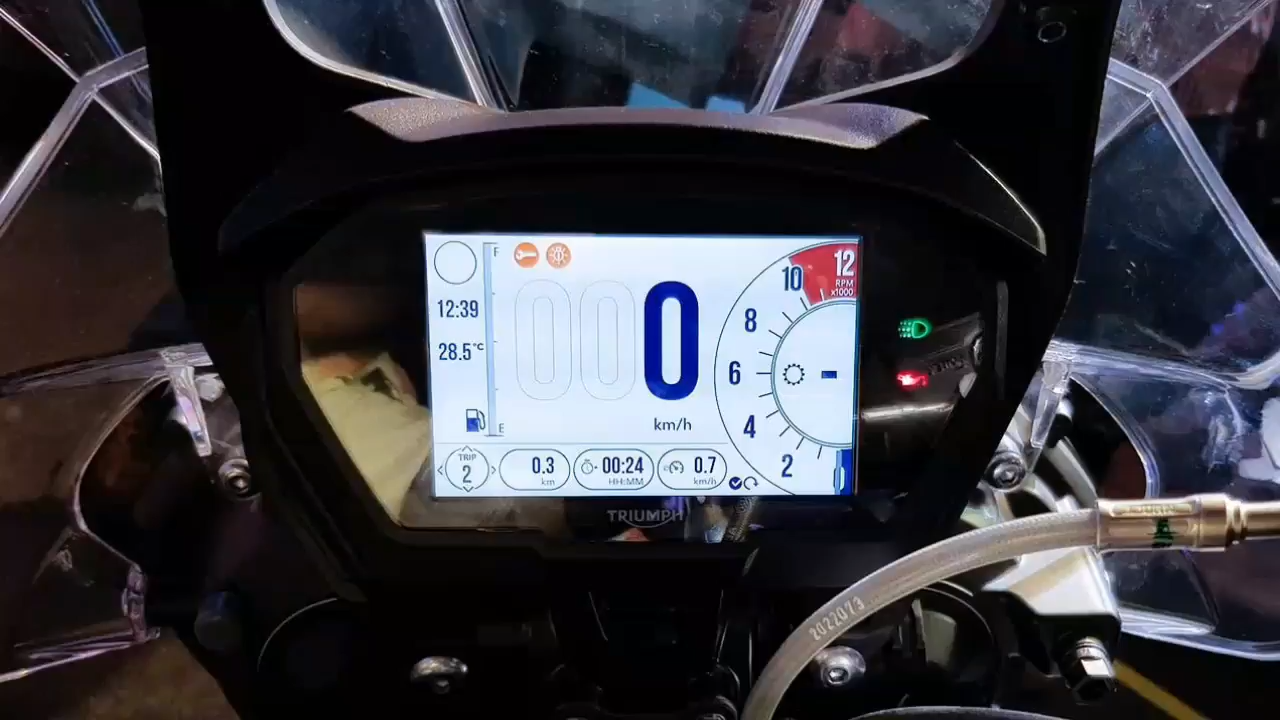 F
12:39
28.5°C
E
000
km/h
12
RPM
x1000
10
8
6
4
2
-
TRIP
2
0.3
km
00:24
HH:MM
0.7
km/h
TRIUMPH
2022073